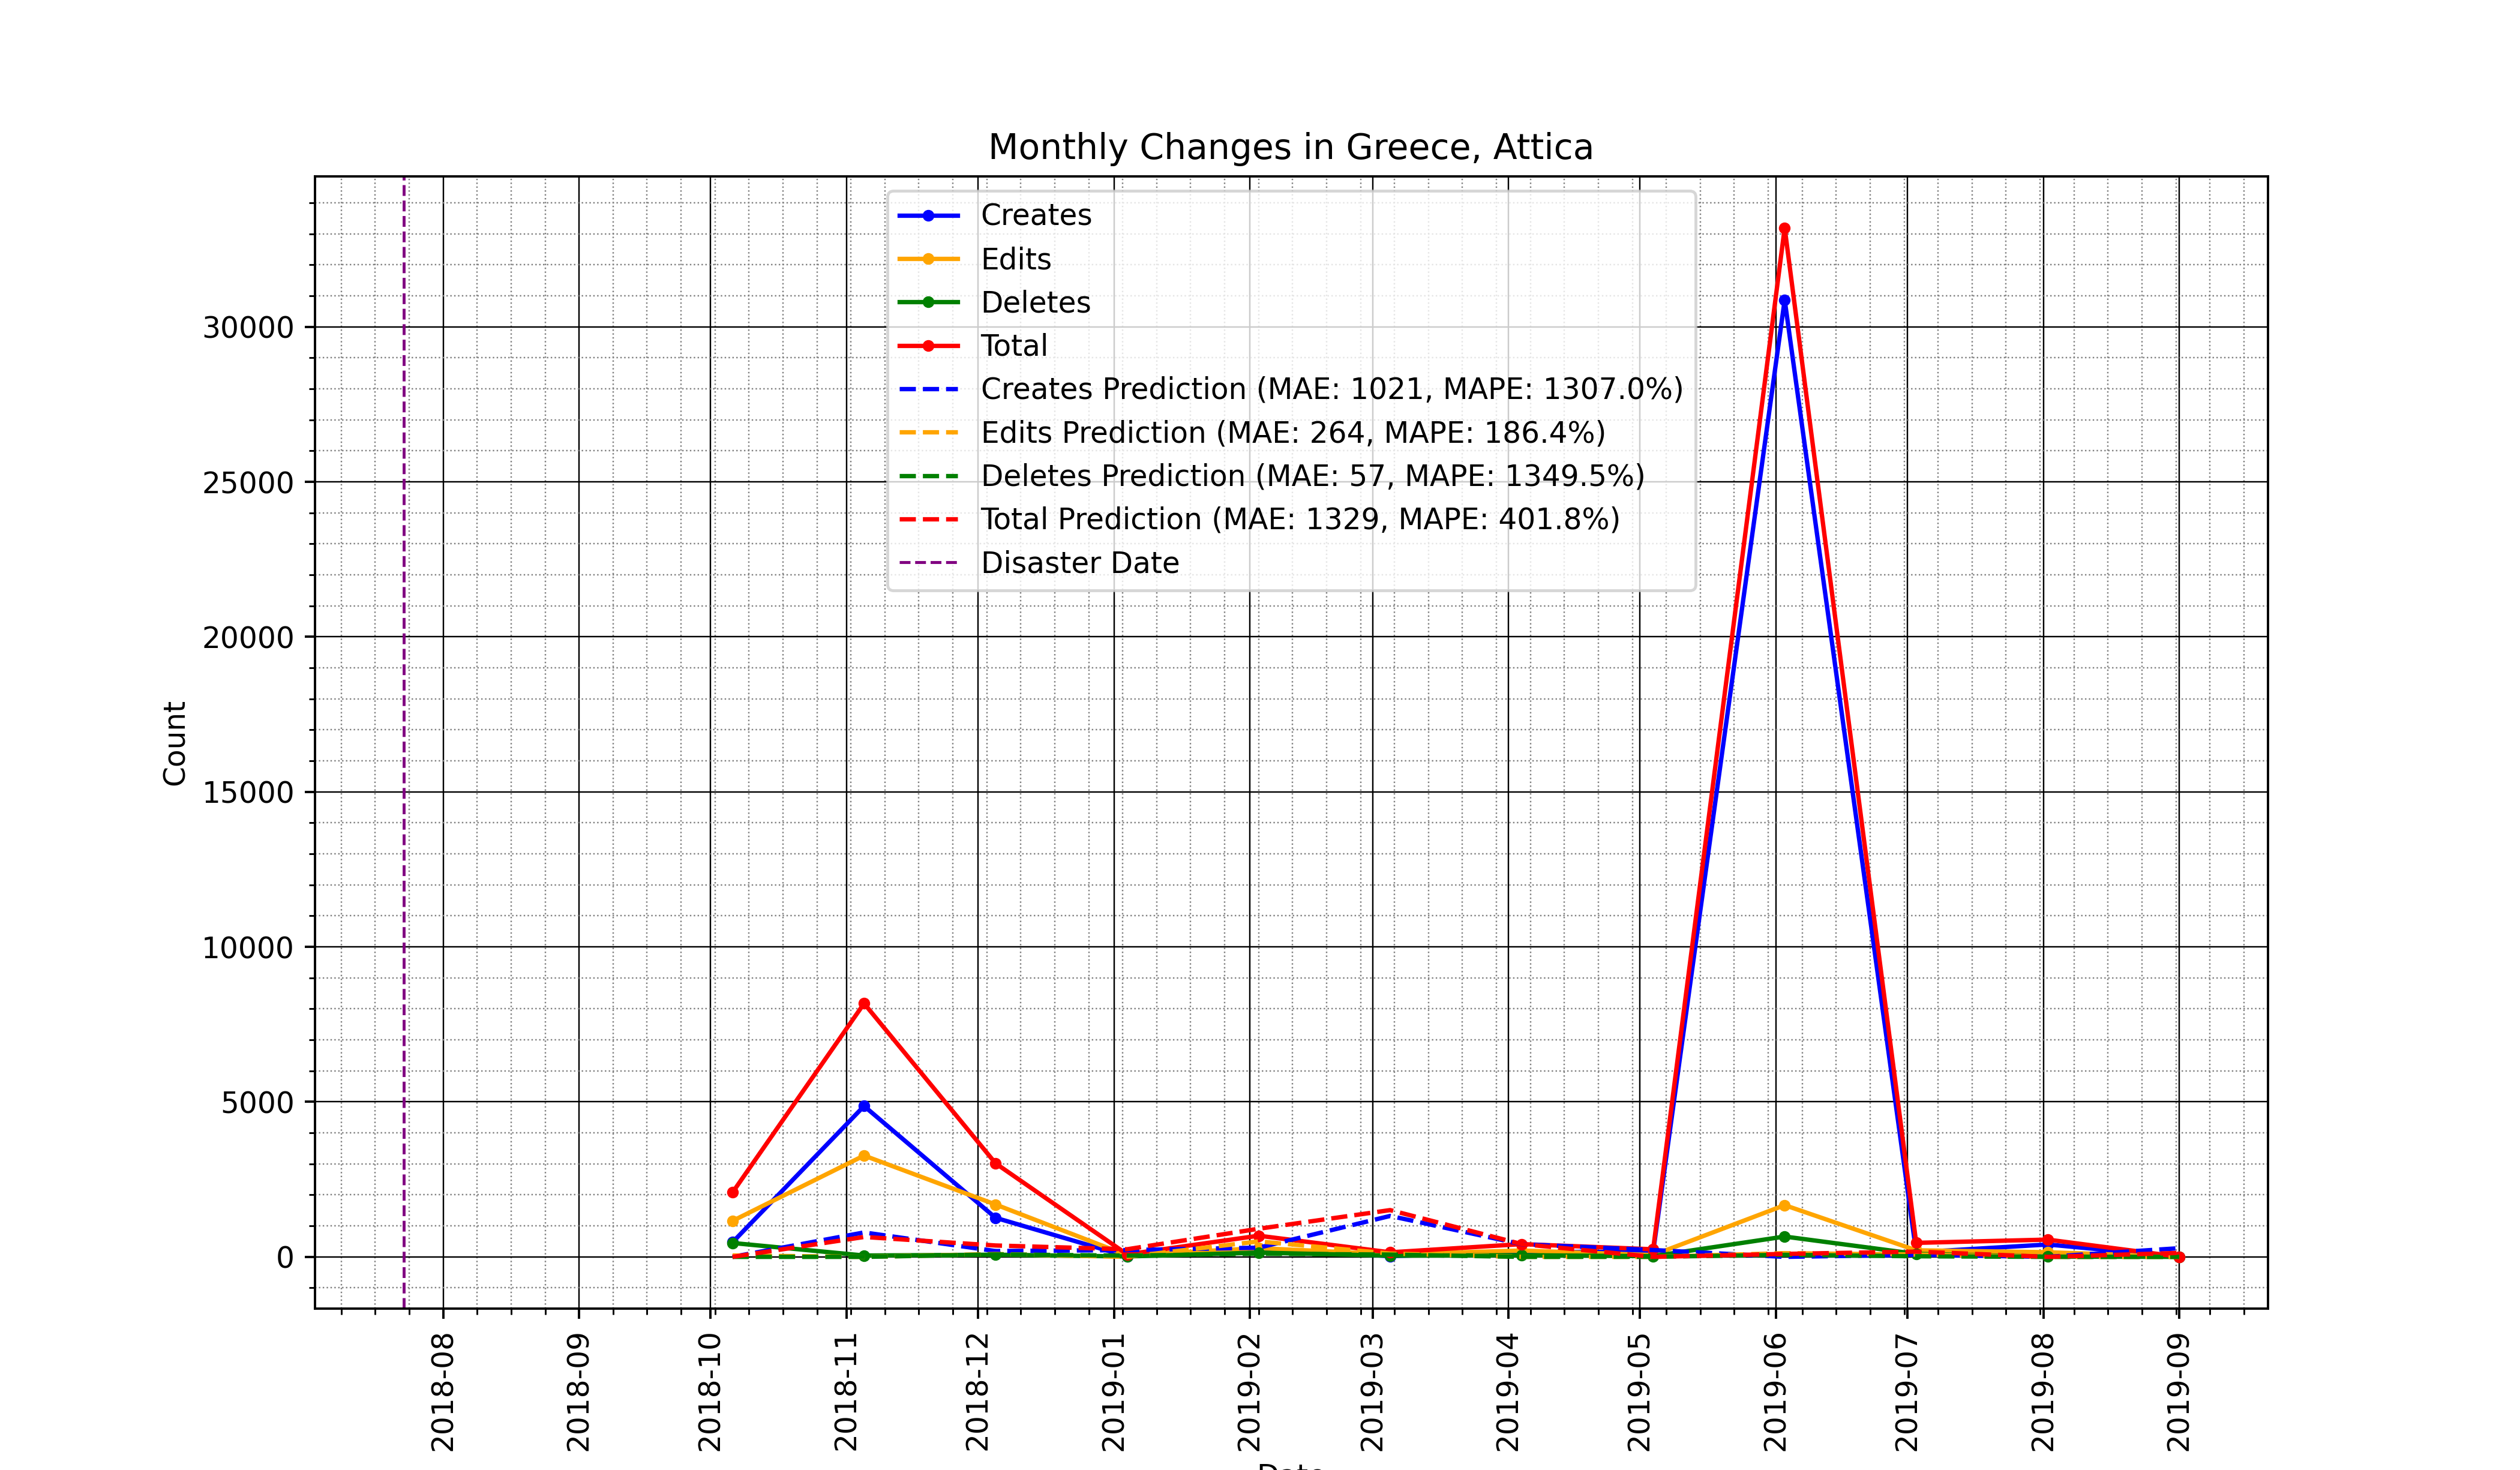 Monthly Changes in Greece, Attica
Creates
Edits
Deletes
Total
Creates Prediction (MAE: 1021, MAPE: 1307.0%)
Edits Prediction (MAE: 264, MAPE: 186.4%)
Deletes Prediction (MAE: 57, MAPE: 1349.5%)
Total Prediction (MAE: 1329, MAPE: 401.8%)
Disaster Date
Count
30000
25000
20000
15000
10000
5000
0
2018-08
2018-09
2018-10
2018-11
2018-12
2019-01
2019-02
2019-03
2019-04
2019-05
2019-06
2019-07
2019-08
2019-09